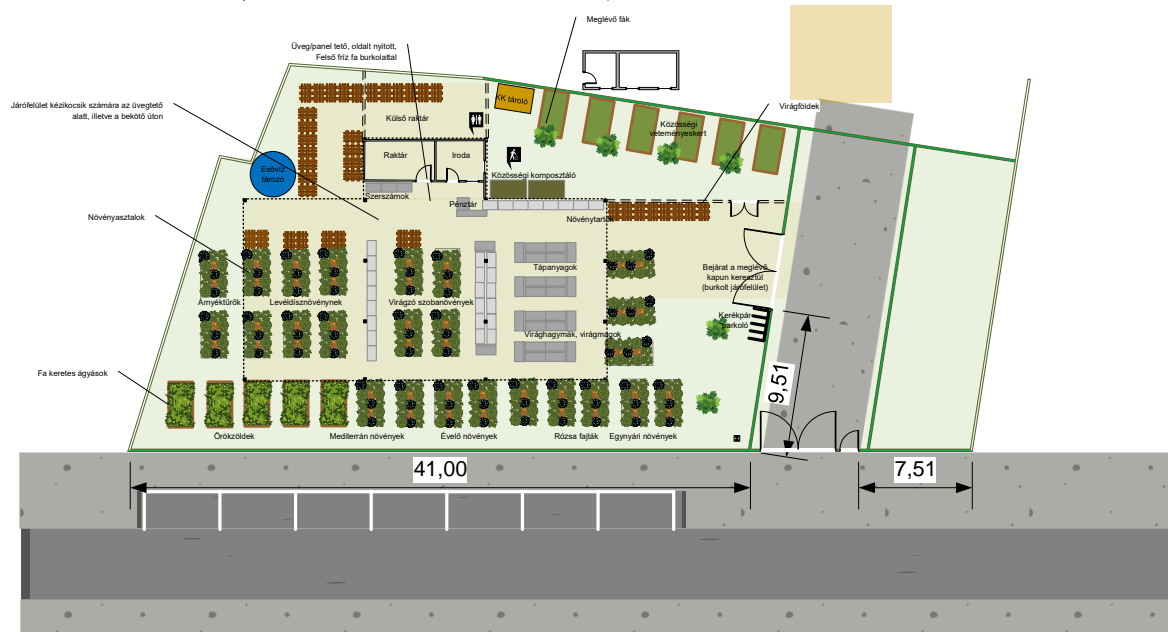 Meglévő fák
Üveg/panel tető, oldalt nyitott,
Felső fríz fa burkolattal
Járófelület kézikocsik számára az üvegtető
alatt, illetve a bekötő úton
KK tároló
Virágföldek
Külső raktár
Közösségi
veteményeskert
Raktár
Iroda
Esővíz
tározó
Közösségi komposztáló
Szerszámok
Pénztár
Növénytartók
Növényasztalok
Tápanyagok
Bejárat a meglévő
kapun keresztül
(burkolt járófelület)
Árnyéktűrők
Levéldísznövénynek
Virágzó szobanövények
Kerékpár
parkoló
Virághagymák, virágmagok
9,51
Fa keretes ágyások
Örökzöldek
Mediterrán növények
Évelő növények
Rózsa fajták
Egynyári növények
41,00
7,51